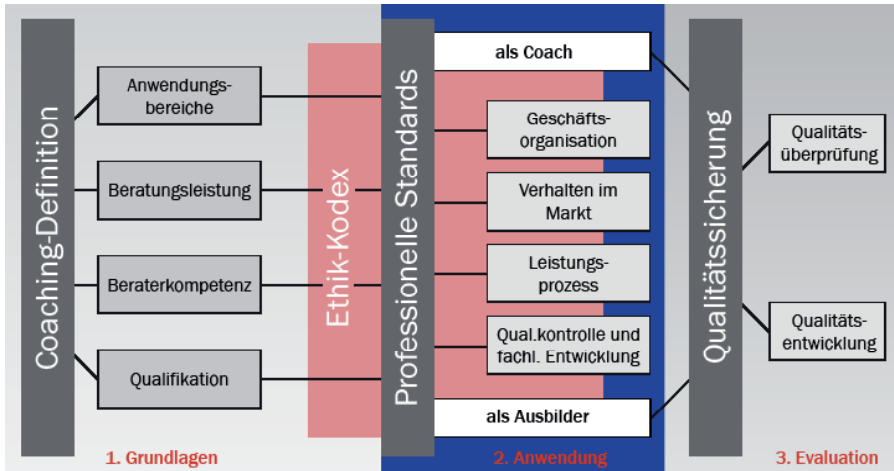 Coaching-Definition
Anwendungs-
bereiche
Beratungsleistung
Beraterkompetenz
Qualifikation
1. Grundlagen
Ethik-Kodex
Professionelle Standards
als Coach
Geschäfts-
organisation
Verhalten im
Markt
Leistungs-
prozess
Qual.kontrolle und
fachl. Entwicklung
als Ausbilder
2. Anwendung
Qualitätssicherung
Qualitäts-
überprüfung
Qualitäts-
entwicklung
3. Evaluation